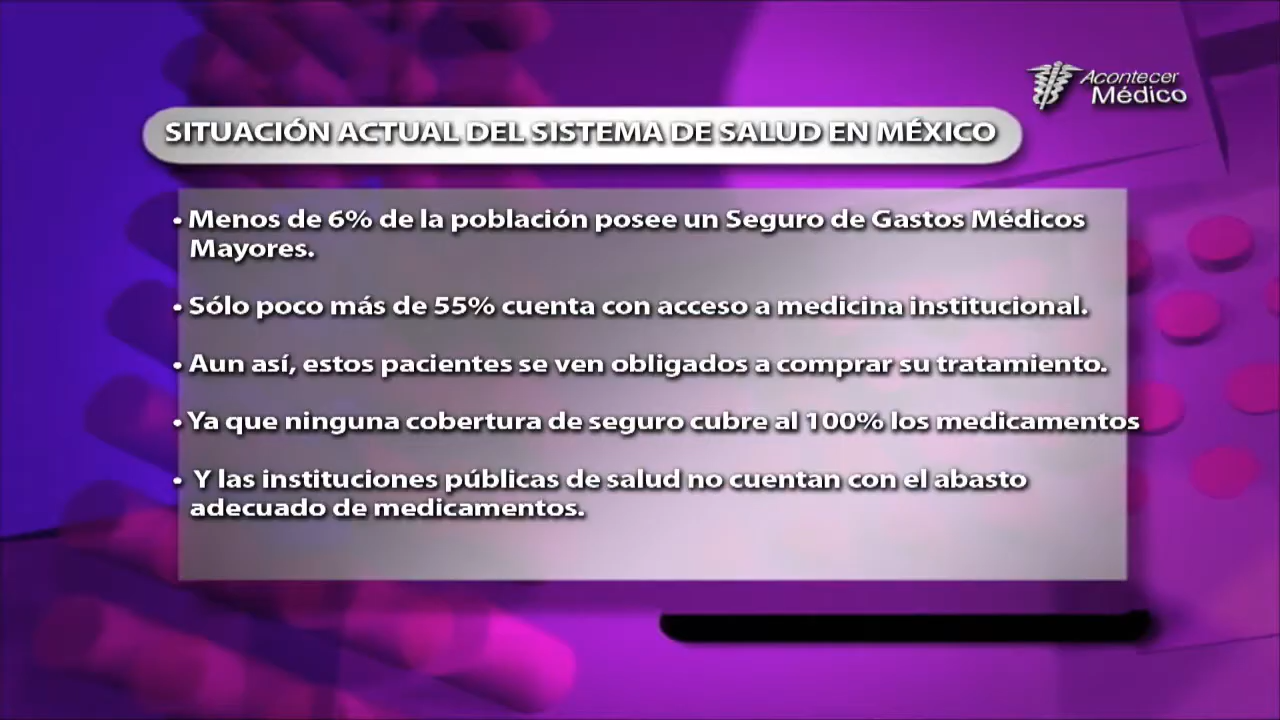 Acontecer
Médico
SITUACIÓN ACTUAL DEL SISTEMA DE SALUD EN MÉXICO
• Menos de 6% de la población posee un Seguro de Gastos Médicos
Mayores.
• Sólo poco más de 55% cuenta con acceso a medicina institucional.
• Aun así, estos pacientes se ven obligados a comprar su tratamiento.
• Ya que ninguna cobertura de seguro cubre al 100% los medicamentos
• Y las instituciones públicas de salud no cuentan con el abasto
adecuado de medicamentos.